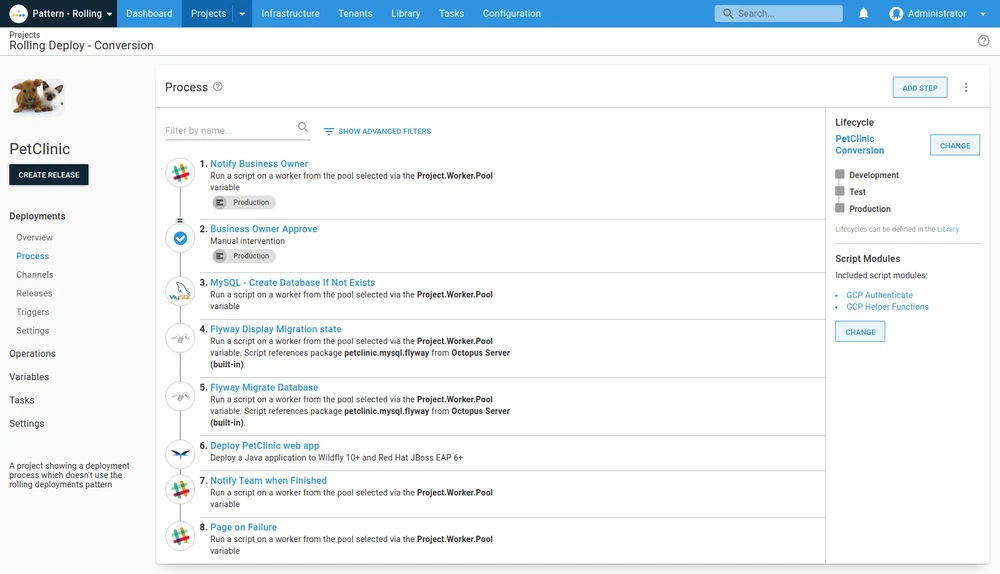 Pattern - Rolling
Dashboard
Projects
Infrastructure
Tenants
Library
Tasks
Configuration
Search...
Administrator
Projects
Rolling Deploy - Conversion
PetClinic
CREATE RELEASE
Deployments
Overview
Process
Channels
Releases
Triggers
Settings
Operations
Variables
Tasks
Settings
A project showing a deployment
process which doesn't use the
rolling deployments pattern
Process
ADD STEP
Filter by name...
SHOW ADVANCED FILTERS
1. Notify Business Owner
Run a script on a worker from the pool selected via the Project.Worker.Pool
variable
Production
2. Business Owner Approve
Manual intervention
Production
MySQL
3. MySQL - Create Database If Not Exists
Run a script on a worker from the pool selected via the Project.Worker.Pool
variable
4. Flyway Display Migration state
Run a script on a worker from the pool selected via the Project.Worker.Pool
variable. Script references package petclinic.mysql.flyway from Octopus Server
(built-in).
5. Flyway Migrate Database
Run a script on a worker from the pool selected via the Project.Worker.Pool
variable. Script references package petclinic.mysql.flyway from Octopus Server
(built-in).
6. Deploy PetClinic web app
Deploy a Java application to Wildfly 10+ and Red Hat JBoss EAP 6+
7. Notify Team when Finished
Run a script on a worker from the pool selected via the Project.Worker.Pool
variable
8. Page on Failure
Run a script on a worker from the pool selected via the Project.Worker.Pool
variable
Lifecycle
PetClinic
Conversion
CHANGE
Development
Test
Production
Lifecycles can be defined in the Library
Script Modules
Included script modules:
GCP Authenticate
GCP Helper Functions
CHANGE